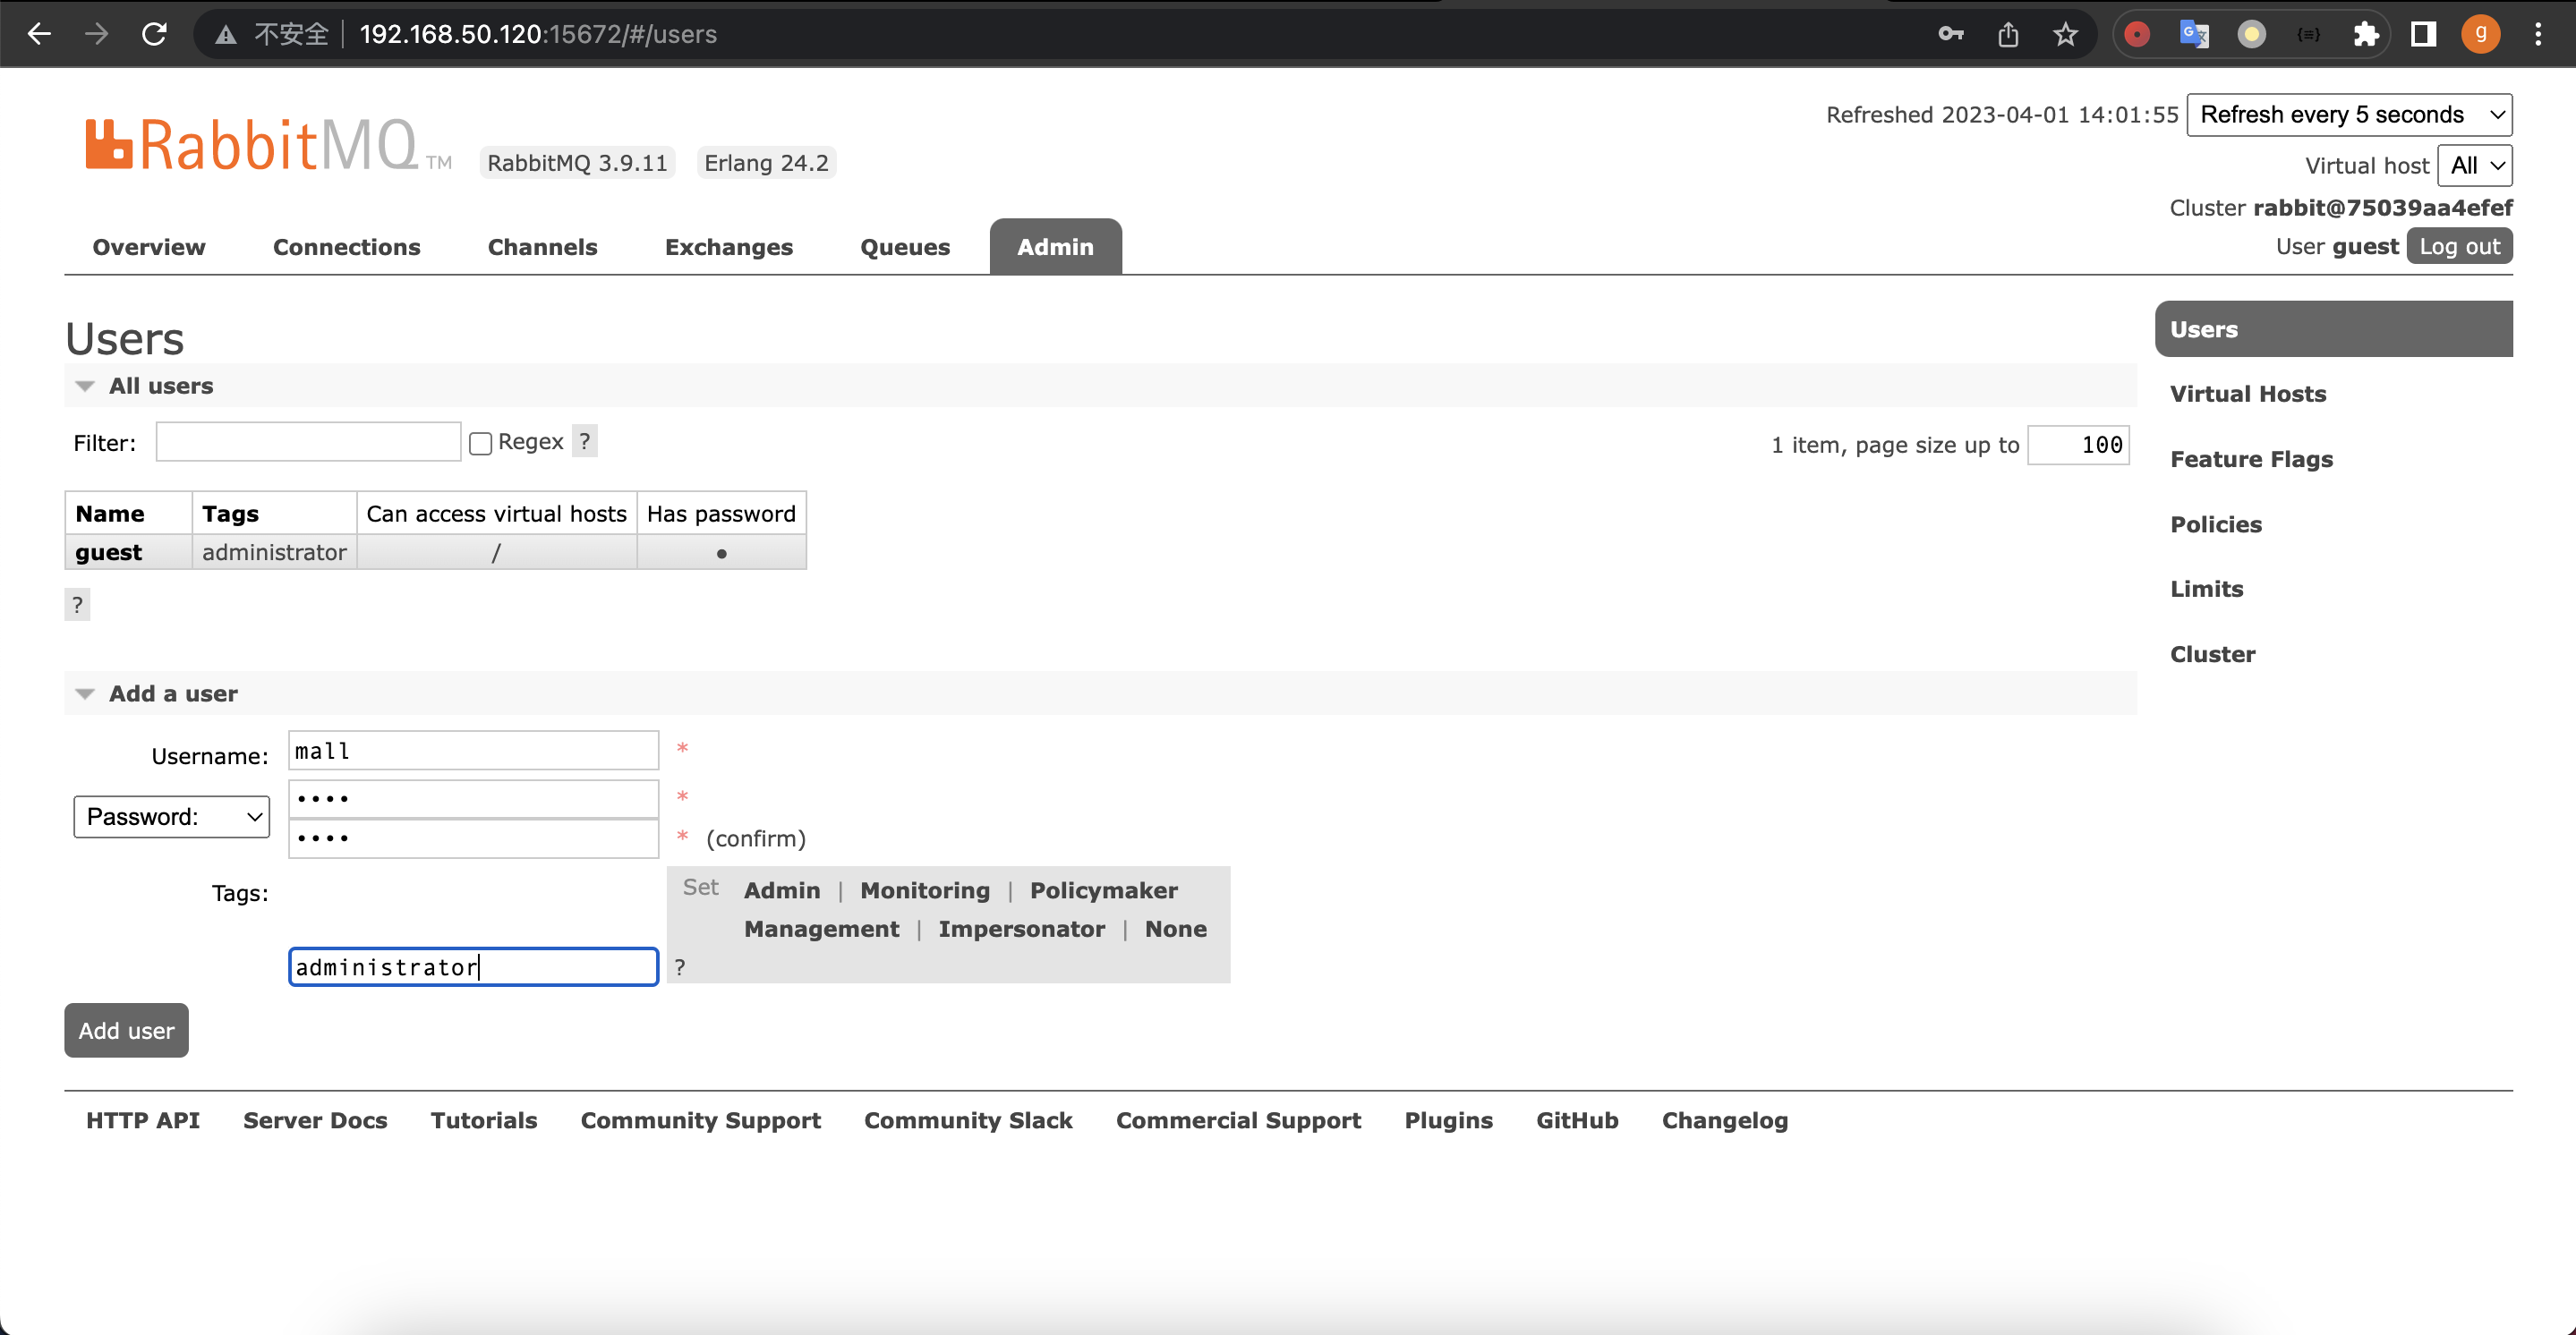 不安全 192.168.50.120:15672/#/users
g
Refreshed 2023-04-01 14:01:55 Refresh every 5 seconds
RabbitMQ TM RabbitMQ 3.9.11 Erlang 24.2
Virtual host All
Cluster rabbit@75039aa4efef
User guest Log out
Overview Connections Channels Exchanges Queues Admin
Users
All users
Filter: Regex ?
1 item, page size up to 100
Name Tags Can access virtual hosts Has password
guest administrator / ●
?
Add a user
Username: mall *
Password: •••• *
•••• * (confirm)
Tags:
Set Admin | Monitoring | Policymaker
Management | Impersonator | None
administrator ?
Add user
Users
Virtual Hosts
Feature Flags
Policies
Limits
Cluster
HTTP API Server Docs Tutorials Community Support Community Slack Commercial Support Plugins GitHub Changelog